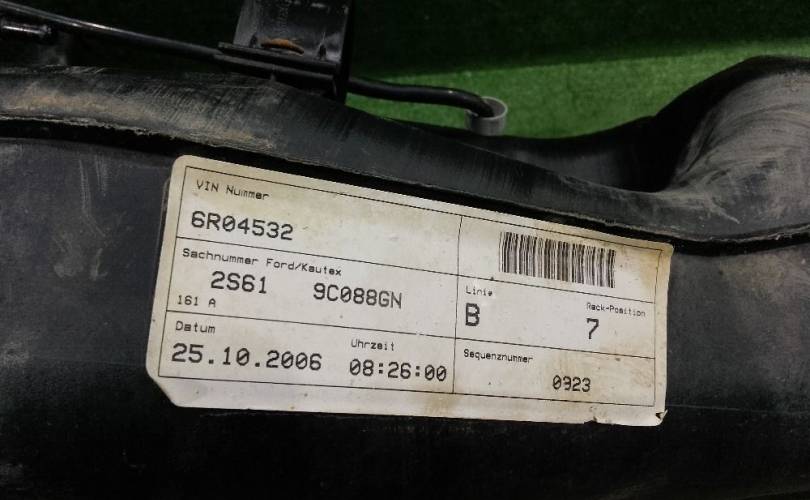 VIN Nummer
6R04532
Sachnummer Ford/Kautex
2S61 9C088GN
161 A
Linie
B
Rack-Position
7
Datum
25.10.2006
Uhrzeit
08:26:00
Sequenznummer
0923